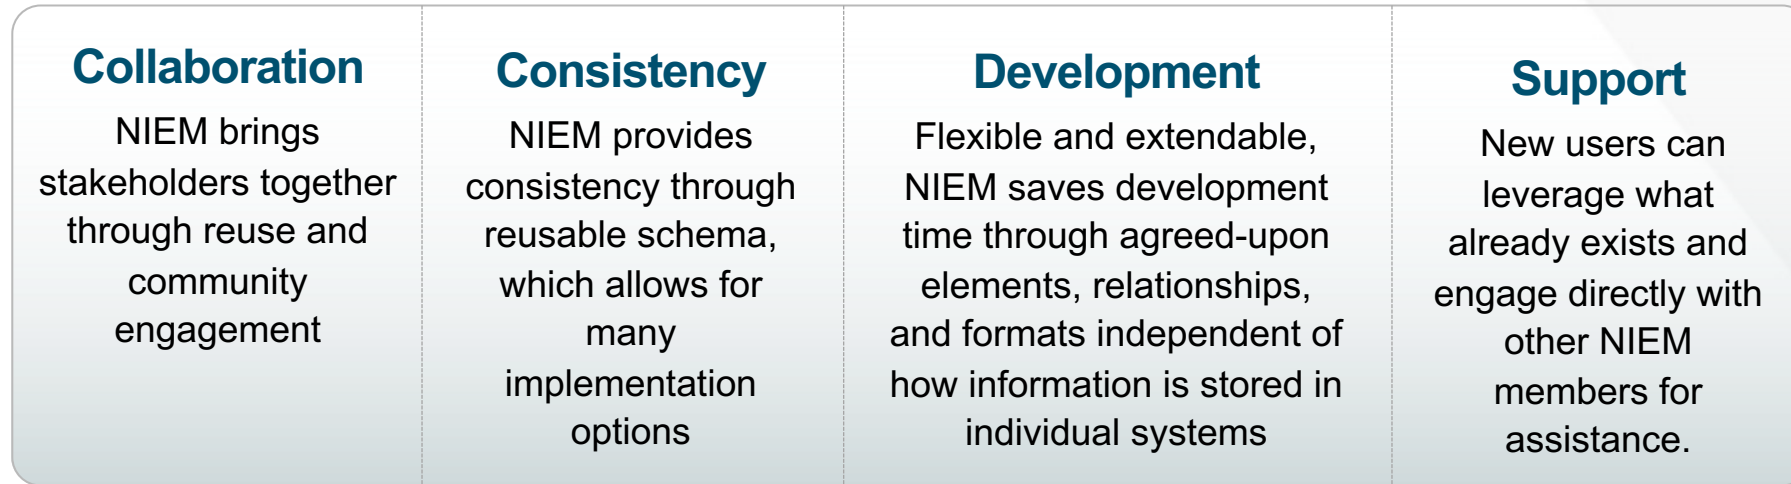 Collaboration
NIEM brings
stakeholders together
through reuse and
community
engagement
Consistency
NIEM provides
consistency through
reusable schema,
which allows for
many
implementation
options
Development
Flexible and extendable,
NIEM saves development
time through agreed-upon
elements, relationships,
and formats independent of
how information is stored in
individual systems
Support
New users can
leverage what
already exists and
engage directly with
other NIEM
members for
assistance.